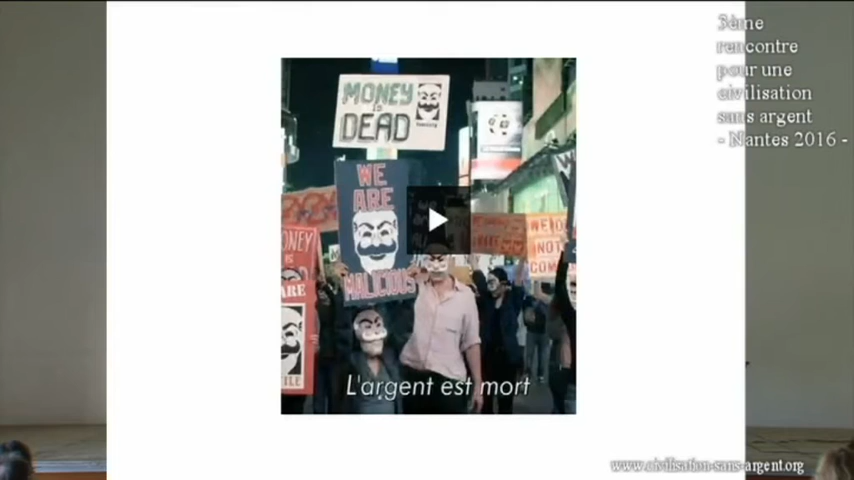 3ème
rencontre
pour une
civilisation
sans argent
- Nantes 2016 -
MONEY
is
DEAD
WE
ARE
MALICIOUS
MONEY
IS
ARE
WE
NOT
L'argent est mort
www.civilisation-sans-argent.org